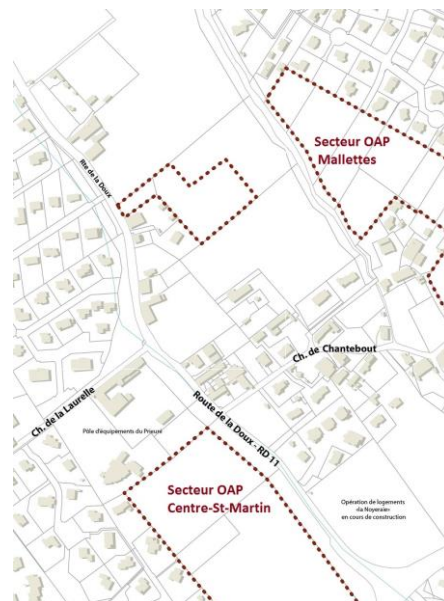 Secteur OAP
Mallettes
Rte de la Doux
Ch. de Chantebout
Ch. de la Laurelle
Route de la Doux - RD 11
Pôle d'équipements du Prieuré
Secteur OAP
Centre-St-Martin
Opération de logements
«la Noyeraie»
en cours de construction